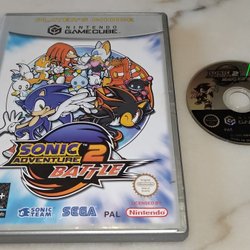 PLAYER'S CHOICE
NINTENDO
GAMECUBE
SONIC
ADVENTURE 2
BATTLE
SONIC TEAM
SEGA
PAL
LICENSED BY
Nintendo